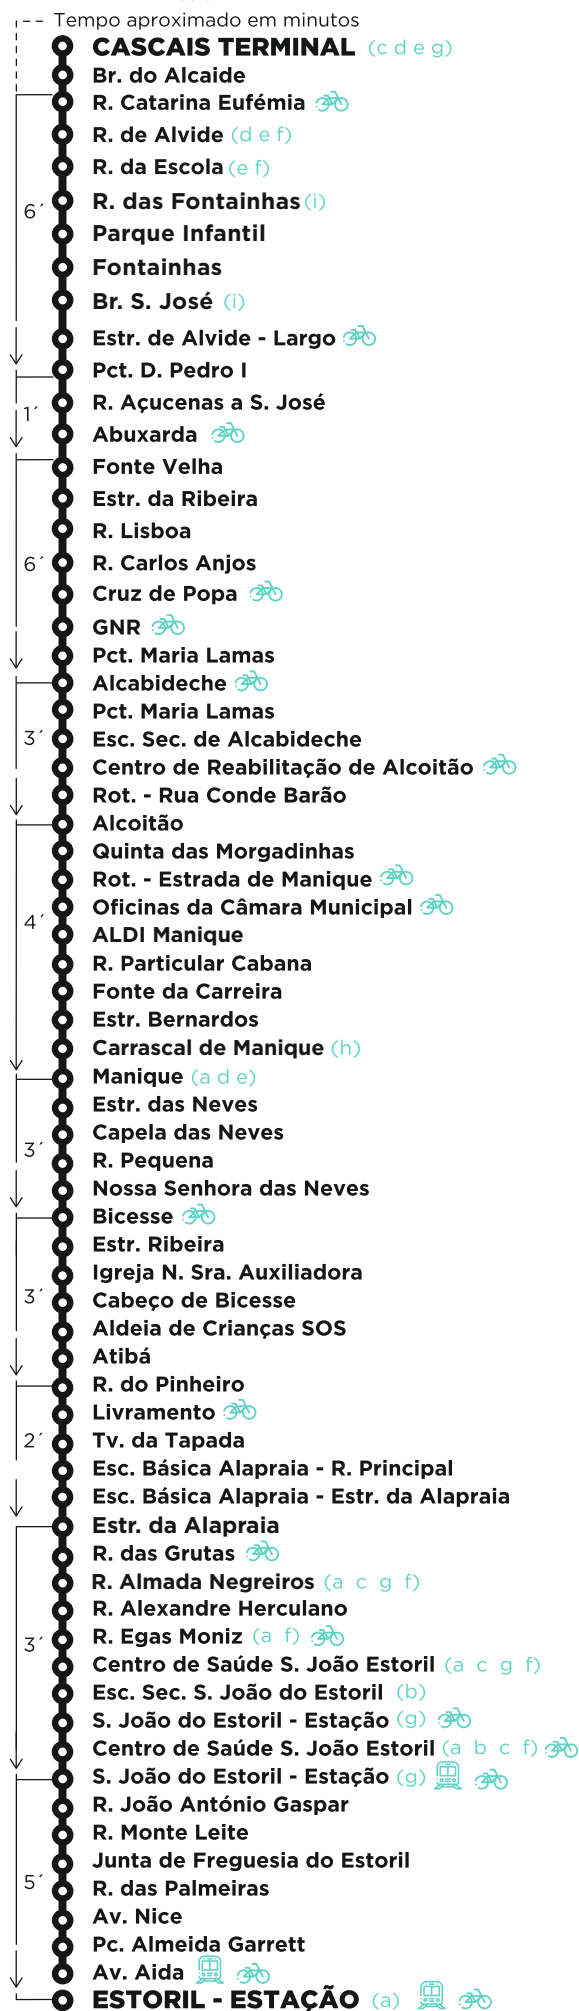 Tempo aproximado em minutos
CASCAIS TERMINAL (c d e g)
Br. do Alcaide
R. Catarina Eufémia
R. de Alvide (d e f)
R. da Escola (e f)
6´ R. das Fontainhas (i)
Parque Infantil
Fontainhas
Br. S. José (i)
Estr. de Alvide - Largo
Pct. D. Pedro I
1´ R. Açucenas a S. José
Abuxarda
Fonte Velha
Estr. da Ribeira
R. Lisboa
6´ R. Carlos Anjos
Cruz de Popa
GNR
Pct. Maria Lamas
Alcabideche
Pct. Maria Lamas
3´ Esc. Sec. de Alcabideche
Centro de Reabilitação de Alcoitão
Rot. - Rua Conde Barão
Alcoitão
Quinta das Morgadinhas
Rot. - Estrada de Manique
Oficinas da Câmara Municipal
4´ ALDI Manique
R. Particular Cabana
Fonte da Carreira
Estr. Bernardos
Carrascal de Manique (h)
Manique (a d e)
Estr. das Neves
Capela das Neves
3´ R. Pequena
Nossa Senhora das Neves
Bicesse
Estr. Ribeira
Igreja N. Sra. Auxiliadora
3´ Cabeço de Bicesse
Aldeia de Crianças SOS
Atibá
R. do Pinheiro
Livramento
2´ Tv. da Tapada
Esc. Básica Alapraia - R. Principal
Esc. Básica Alapraia - Estr. da Alapraia
Estr. da Alapraia
R. das Grutas
R. Almada Negreiros (a c g f)
R. Alexandre Herculano
3´ R. Egas Moniz (a f)
Centro de Saúde S. João Estoril (a c g f)
Esc. Sec. S. João do Estoril (b)
S. João do Estoril - Estação (g)
Centro de Saúde S. João Estoril (a b c f)
S. João do Estoril - Estação (g)
R. João António Gaspar
R. Monte Leite
Junta de Freguesia do Estoril
5´ R. das Palmeiras
Av. Nice
Pc. Almeida Garrett
Av. Aida
ESTORIL - ESTAÇÃO (a)